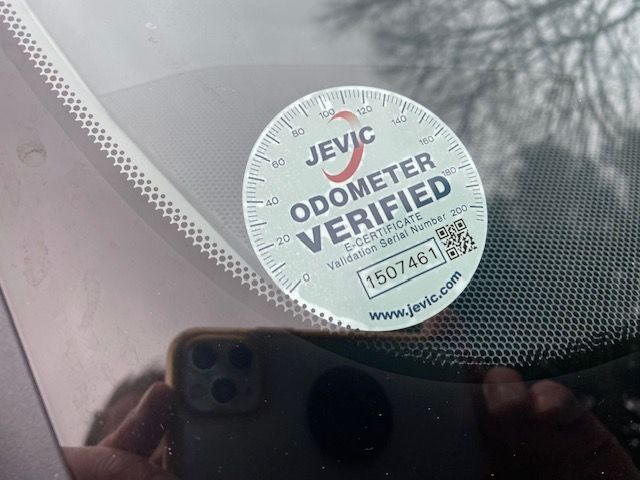 0 20 40 60 80 100 120 140 160 180 200
JEVIC
ODOMETER
VERIFIED
E-CERTIFICATE
Validation Serial Number
1507461
www.jevic.com